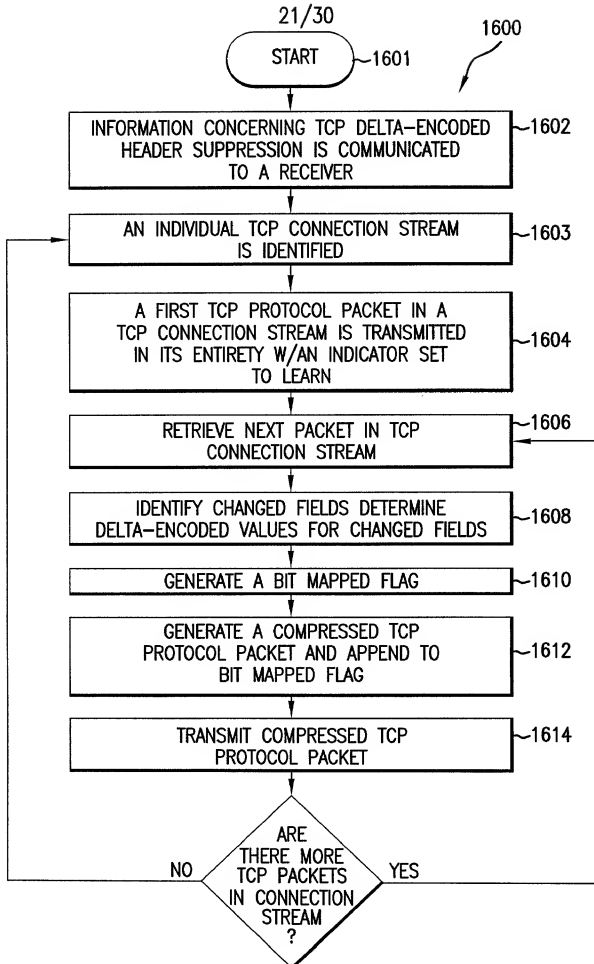 21/30
1600
START
1601
INFORMATION CONCERNING TCP DELTA-ENCODED
HEADER SUPPRESSION IS COMMUNICATED
TO A RECEIVER
1602
AN INDIVIDUAL TCP CONNECTION STREAM
IS IDENTIFIED
1603
A FIRST TCP PROTOCOL PACKET IN A
TCP CONNECTION STREAM IS TRANSMITTED
IN ITS ENTIRETY W/AN INDICATOR SET
TO LEARN
1604
RETRIEVE NEXT PACKET IN TCP
CONNECTION STREAM
1606
IDENTIFY CHANGED FIELDS DETERMINE
DELTA-ENCODED VALUES FOR CHANGED FIELDS
1608
GENERATE A BIT MAPPED FLAG
1610
GENERATE A COMPRESSED TCP
PROTOCOL PACKET AND APPEND TO
BIT MAPPED FLAG
1612
TRANSMIT COMPRESSED TCP
PROTOCOL PACKET
1614
NO
ARE
THERE MORE
TCP PACKETS
IN CONNECTION
STREAM
?
YES